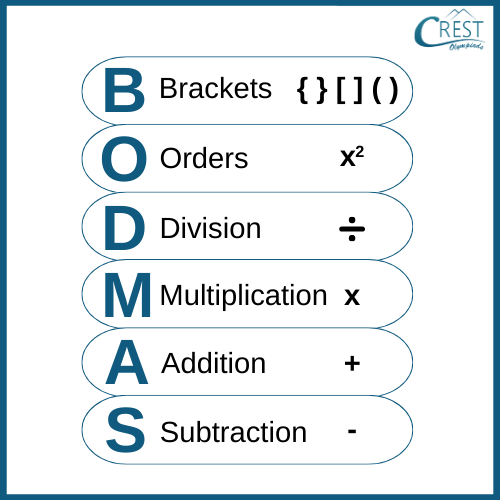 CREST
Olympiads
B Brackets { } [ ] ( )
O Orders x²
D Division ÷
M Multiplication x
A Addition +
S Subtraction -